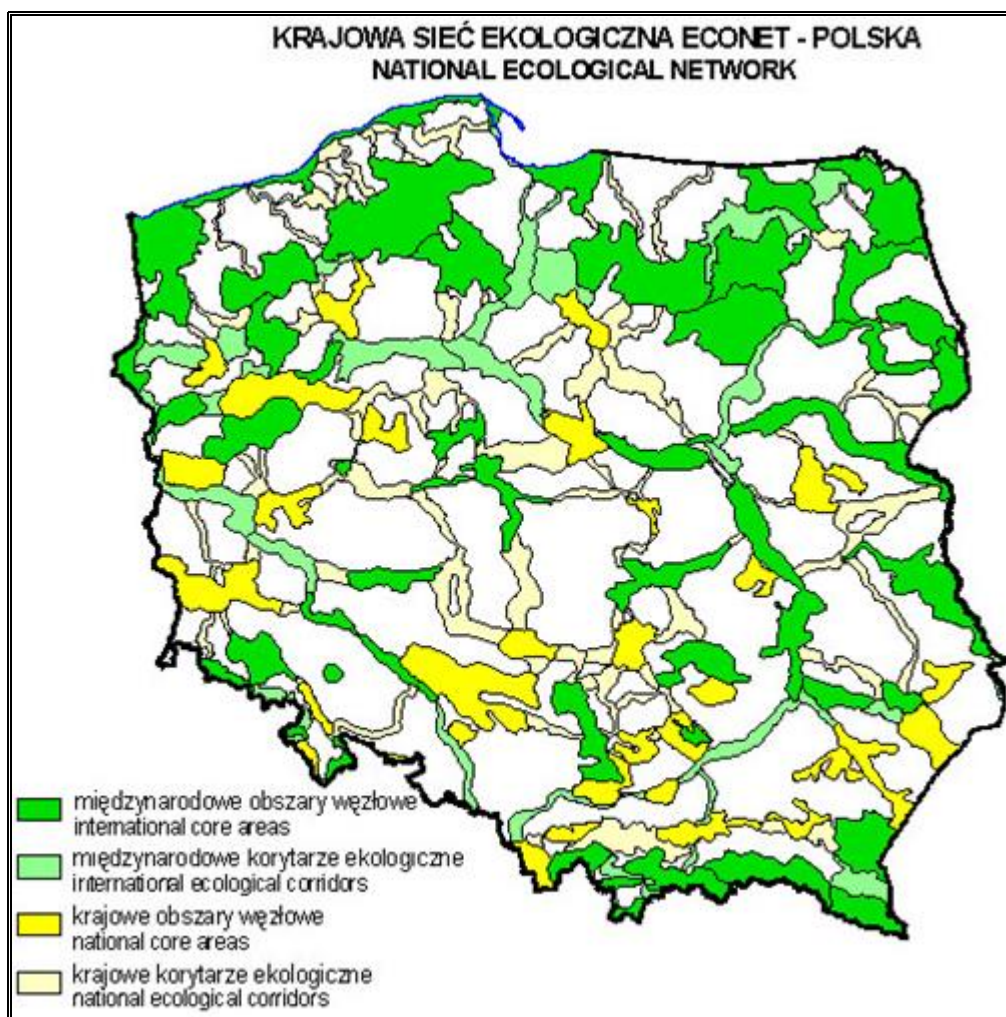 KRAJOWA SIEĆ EKOLOGICZNA ECONET - POLSKA
NATIONAL ECOLOGICAL NETWORK
międzynarodowe obszary węzłowe
international core areas
międzynarodowe korytarze ekologiczne
international ecological corridors
krajowe obszary węzłowe
national core areas
krajowe korytarze ekologiczne
national ecological corridors